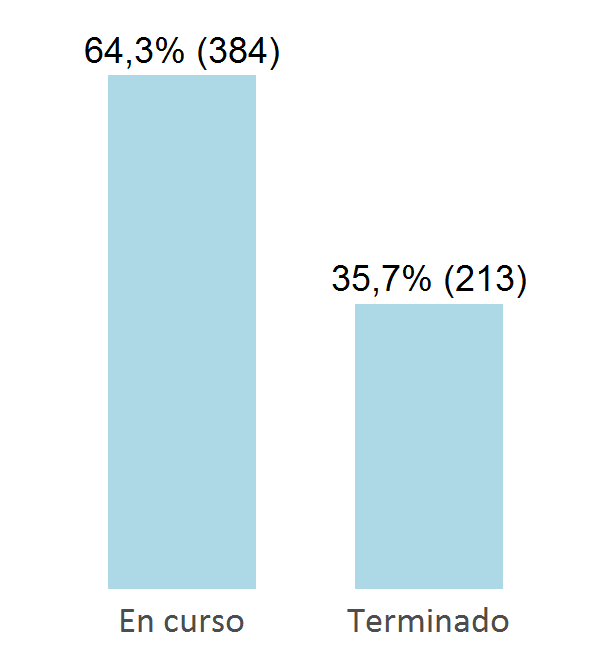 64,3% (384)
35,7% (213)
En curso
Terminado